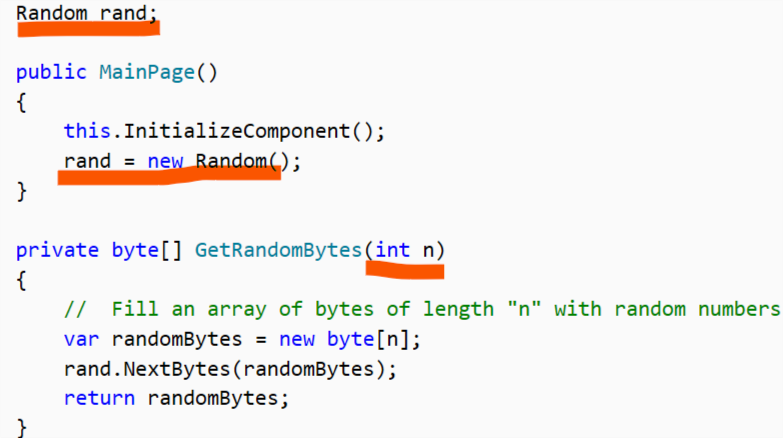 Random rand;
public MainPage()
{
this.InitializeComponent();
rand = new Random();
}
private byte[] GetRandomBytes(int n)
{
//  Fill an array of bytes of length "n" with random numbers
var randomBytes = new byte[n];
rand.NextBytes(randomBytes);
return randomBytes;
}